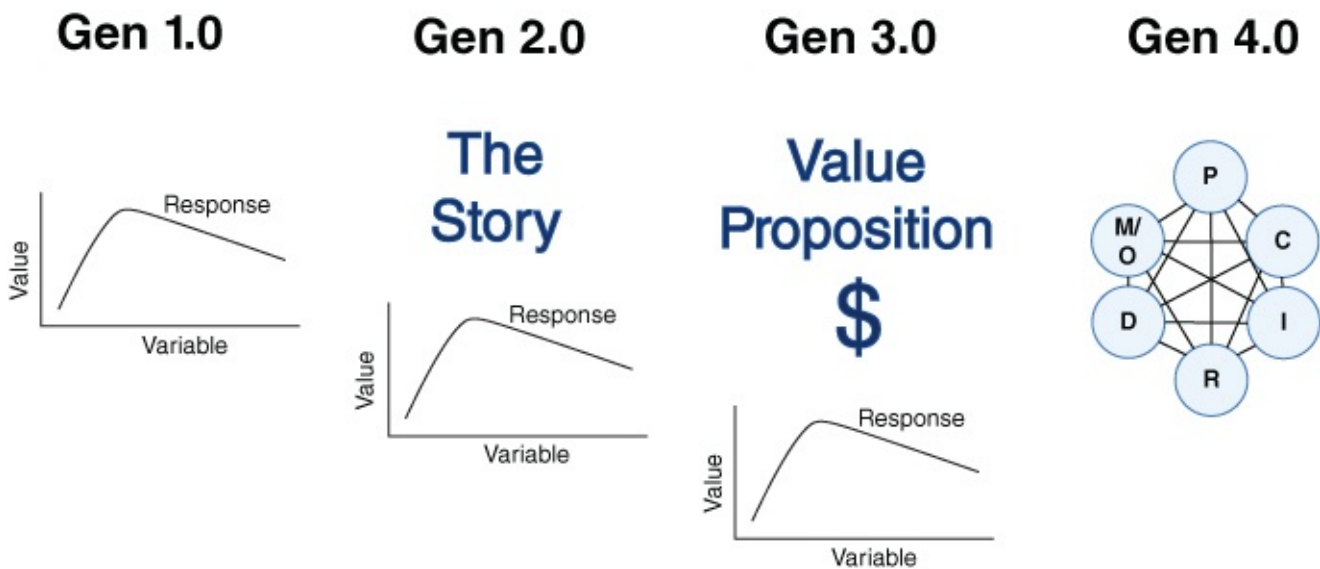 Gen 1.0
Value
Response
Variable
Gen 2.0
The
Story
Value
Response
Variable
Gen 3.0
Value
Proposition
$
Value
Response
Variable
Gen 4.0
P
M/
O
C
D
I
R